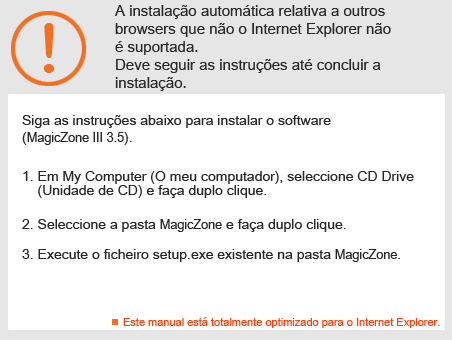 A instalação automática relativa a outros
browsers que não o Internet Explorer não
é suportada.
Deve seguir as instruções até concluir a
instalação.
Siga as instruções abaixo para instalar o software
(MagicZone III 3.5).
1. Em My Computer (O meu computador), seleccione CD Drive
(Unidade de CD) e faça duplo clique.
2. Seleccione a pasta MagicZone e faça duplo clique.
3. Execute o ficheiro setup.exe existente na pasta MagicZone.
Este manual está totalmente optimizado para o Internet Explorer.